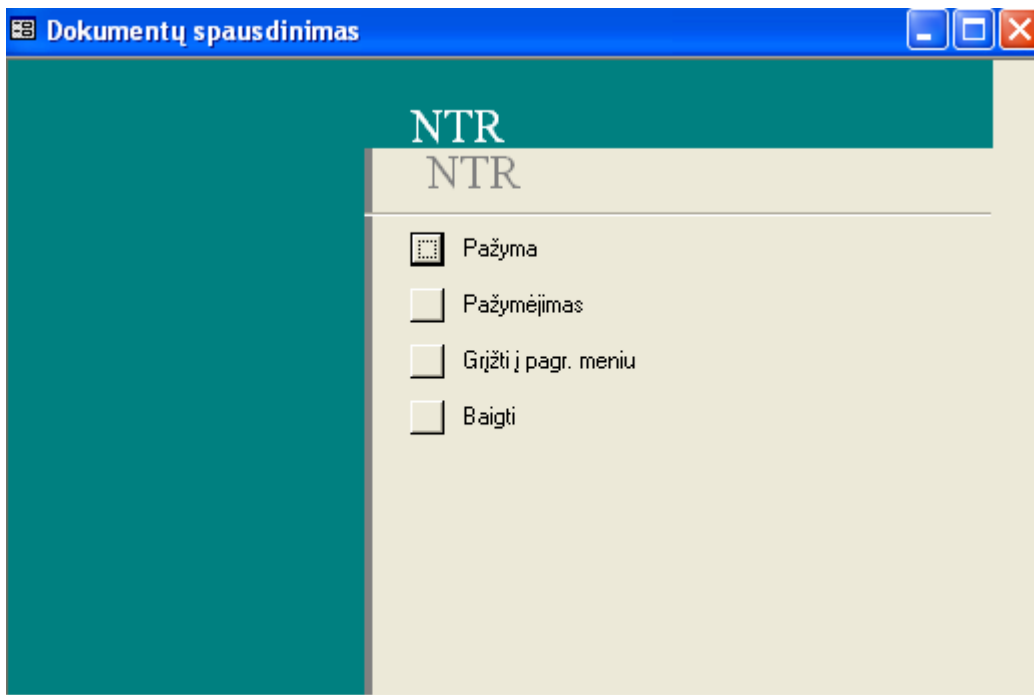 Dokumentų spausdinimas
NTR
NTR
Pažyma
Pažymėjimas
Grįžti į pagr. meniu
Baigti